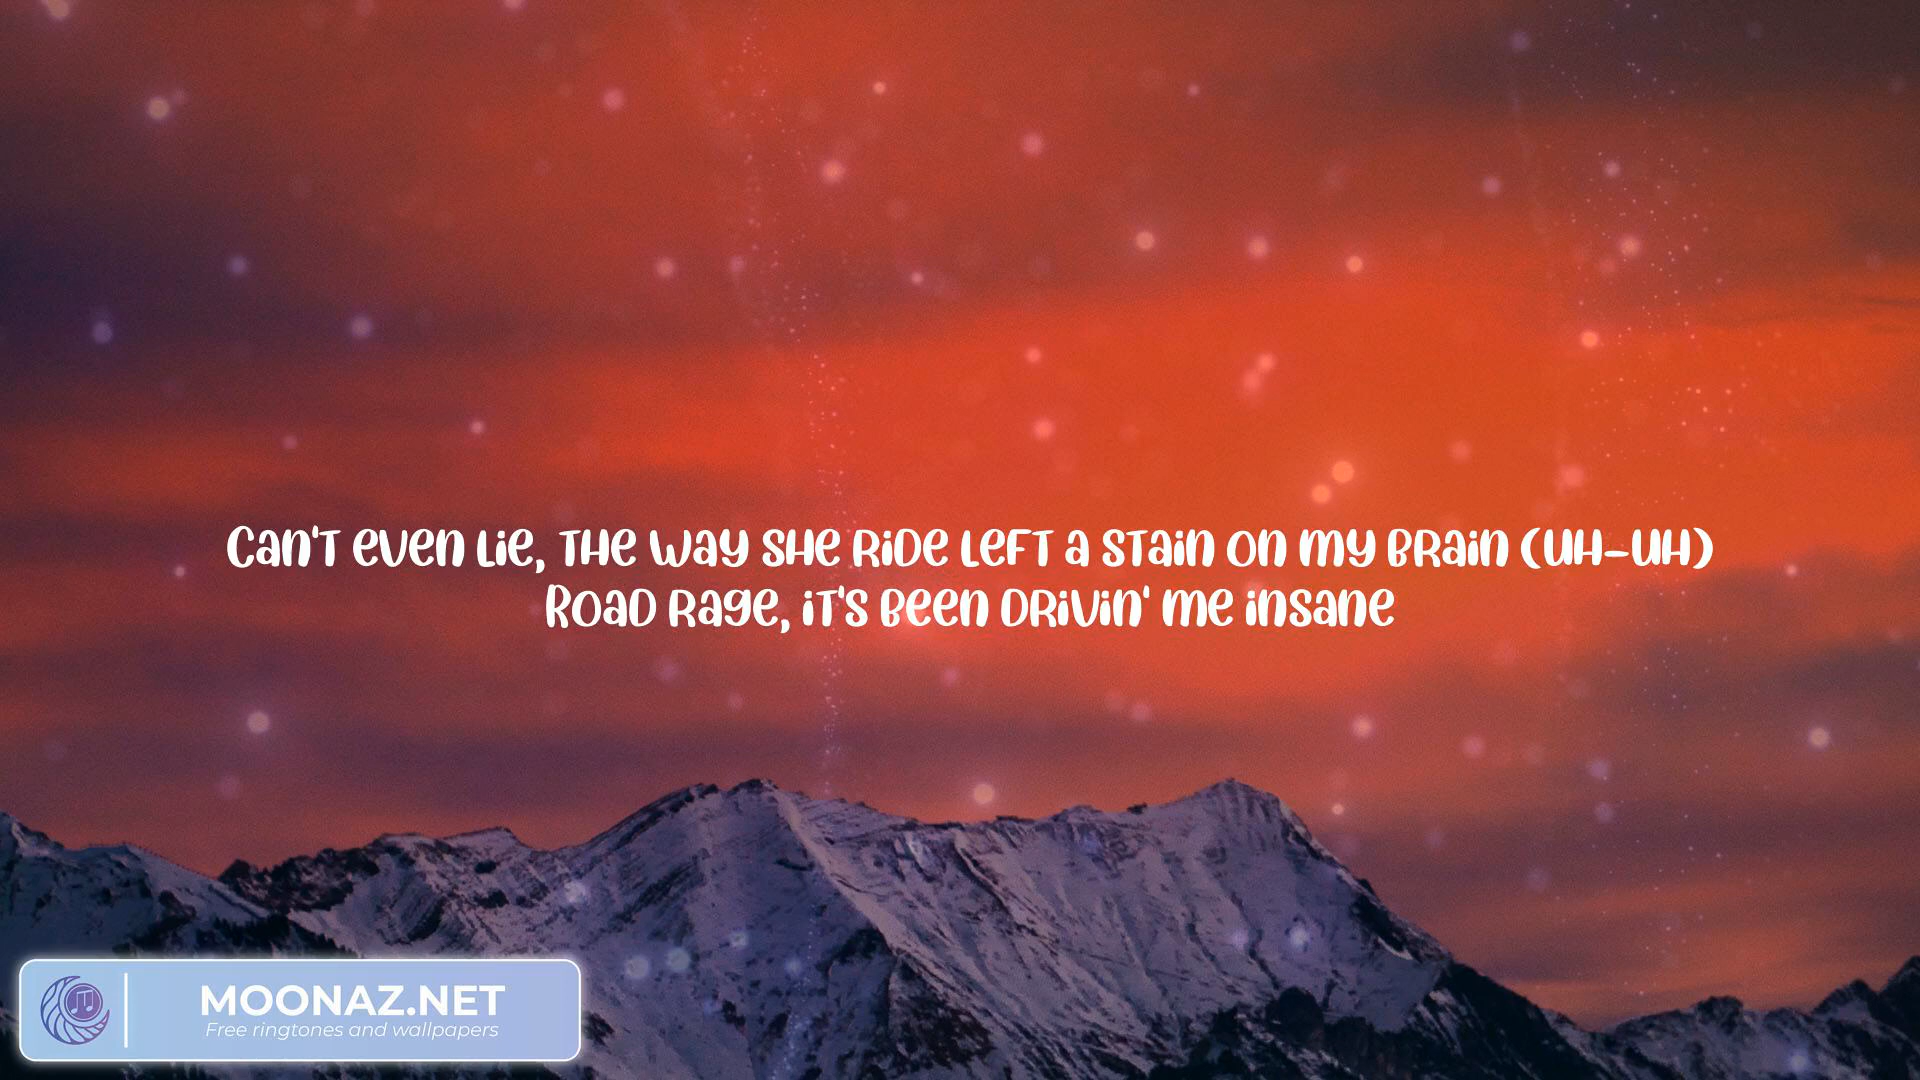 Can't even lie, the way she ride left a stain on my brain (uh-uh)
Road rage, it's been drivin' me insane
MOONAZ.NET
Free ringtones and wallpapers